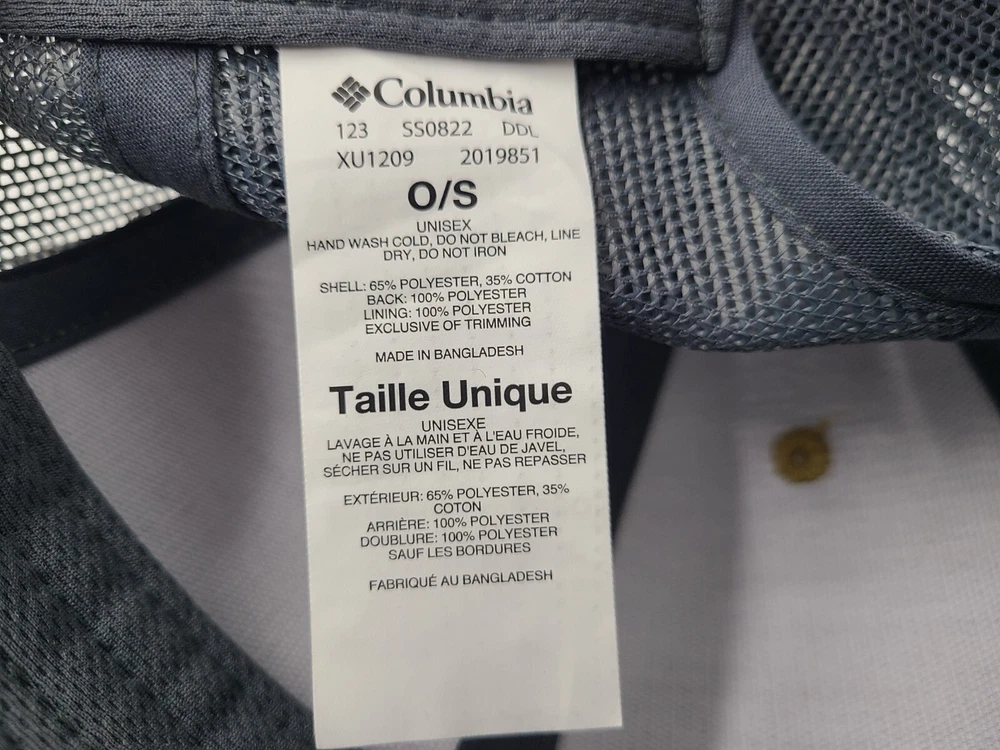 Columbia
123 SS0822 DDL
XU1209 2019851
O/S
UNISEX
HAND WASH COLD, DO NOT BLEACH, LINE
DRY, DO NOT IRON
SHELL: 65% POLYESTER, 35% COTTON
BACK: 100% POLYESTER
LINING: 100% POLYESTER
EXCLUSIVE OF TRIMMING
MADE IN BANGLADESH
Taille Unique
UNISEXE
LAVAGE À LA MAIN ET À L'EAU FROIDE,
NE PAS UTILISER D'EAU DE JAVEL,
SÉCHER SUR UN FIL, NE PAS REPASSER
EXTÉRIEUR: 65% POLYESTER, 35%
COTON
ARRIÈRE: 100% POLYESTER
DOUBLURE: 100% POLYESTER
SAUF LES BORDURES
FABRIQUÉ AU BANGLADESH